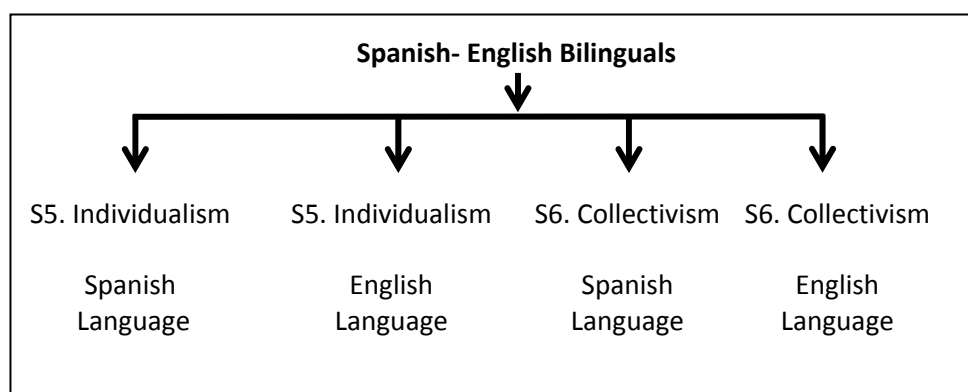 Spanish- English Bilinguals
S5. Individualism S5. Individualism S6. Collectivism S6. Collectivism
Spanish English Spanish English
Language Language Language Language